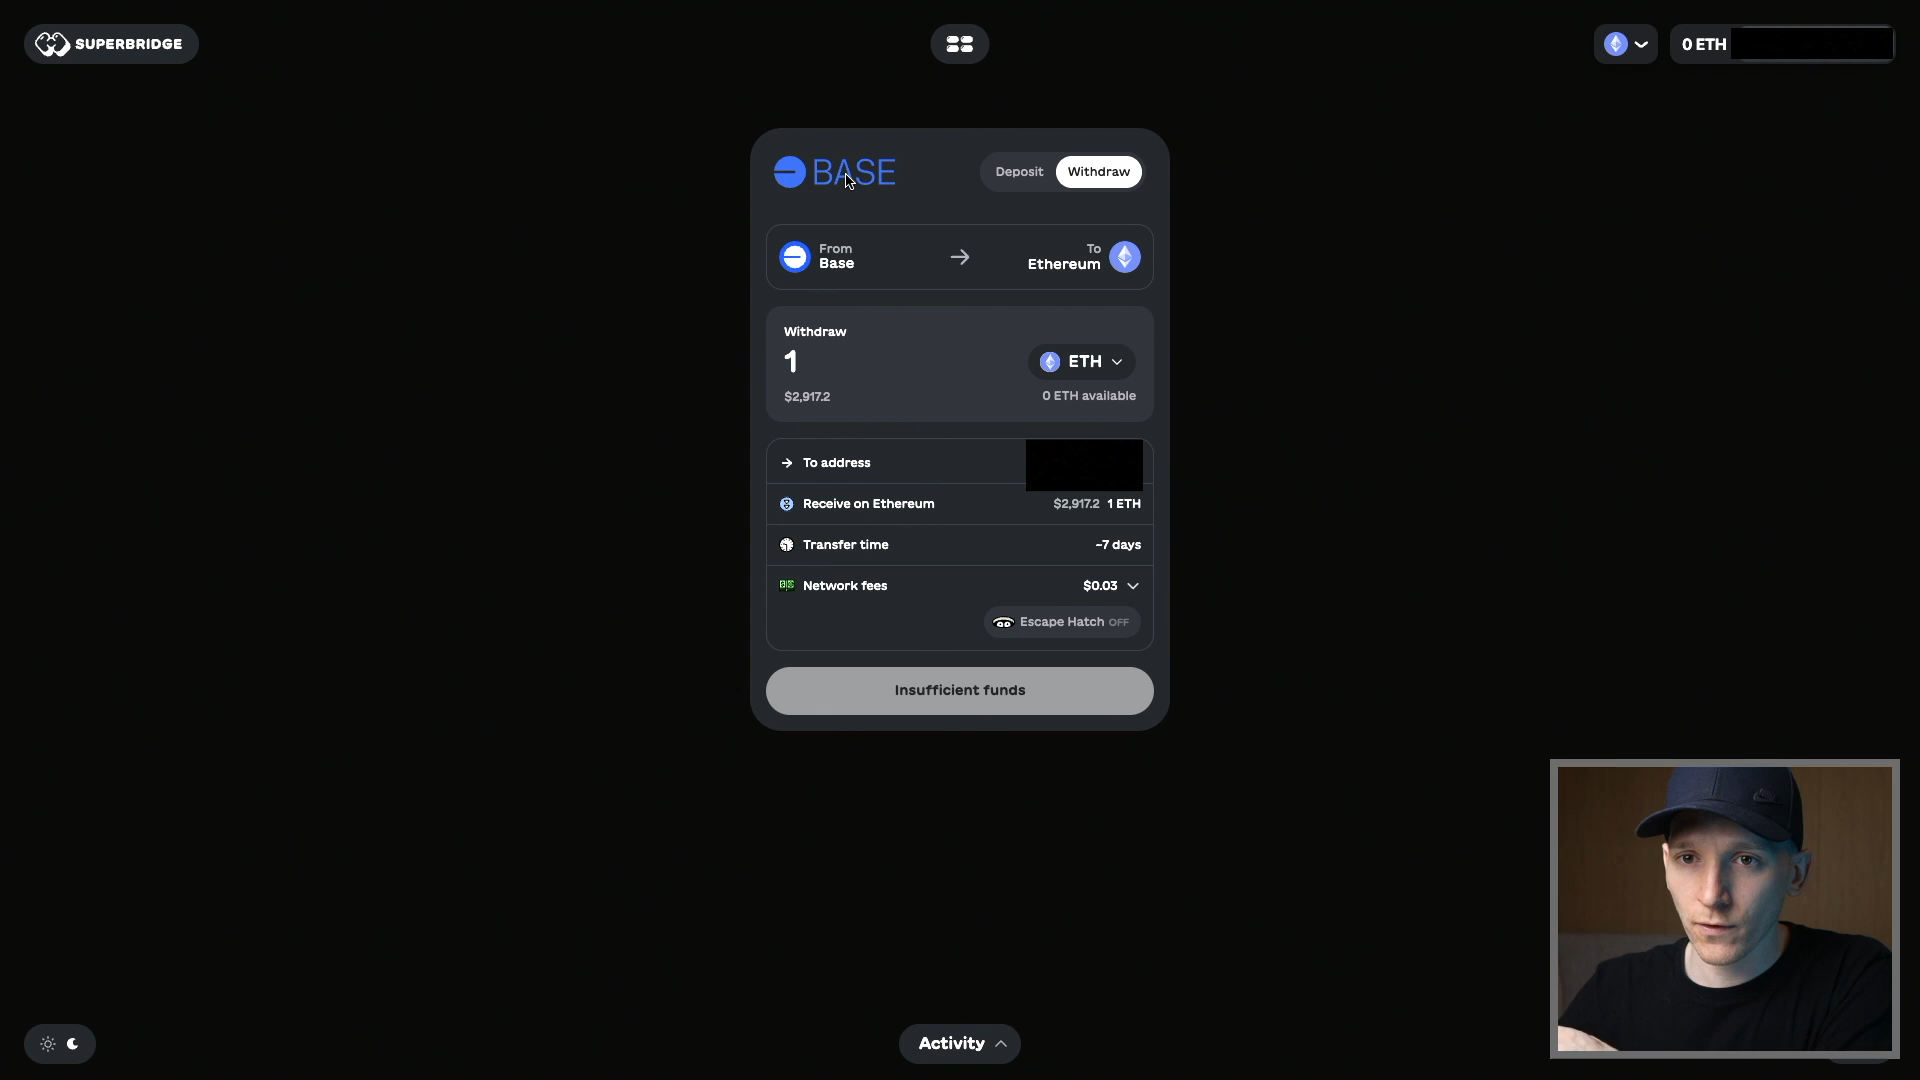 SUPERBRIDGE
0 ETH
BASE
Deposit
Withdraw
From
Base
To
Ethereum
Withdraw
1
ETH
$2,917.2
0 ETH available
To address
Receive on Ethereum
$2,917.2 1 ETH
Transfer time
~7 days
Network fees
$0.03
Escape Hatch OFF
Insufficient funds
Activity